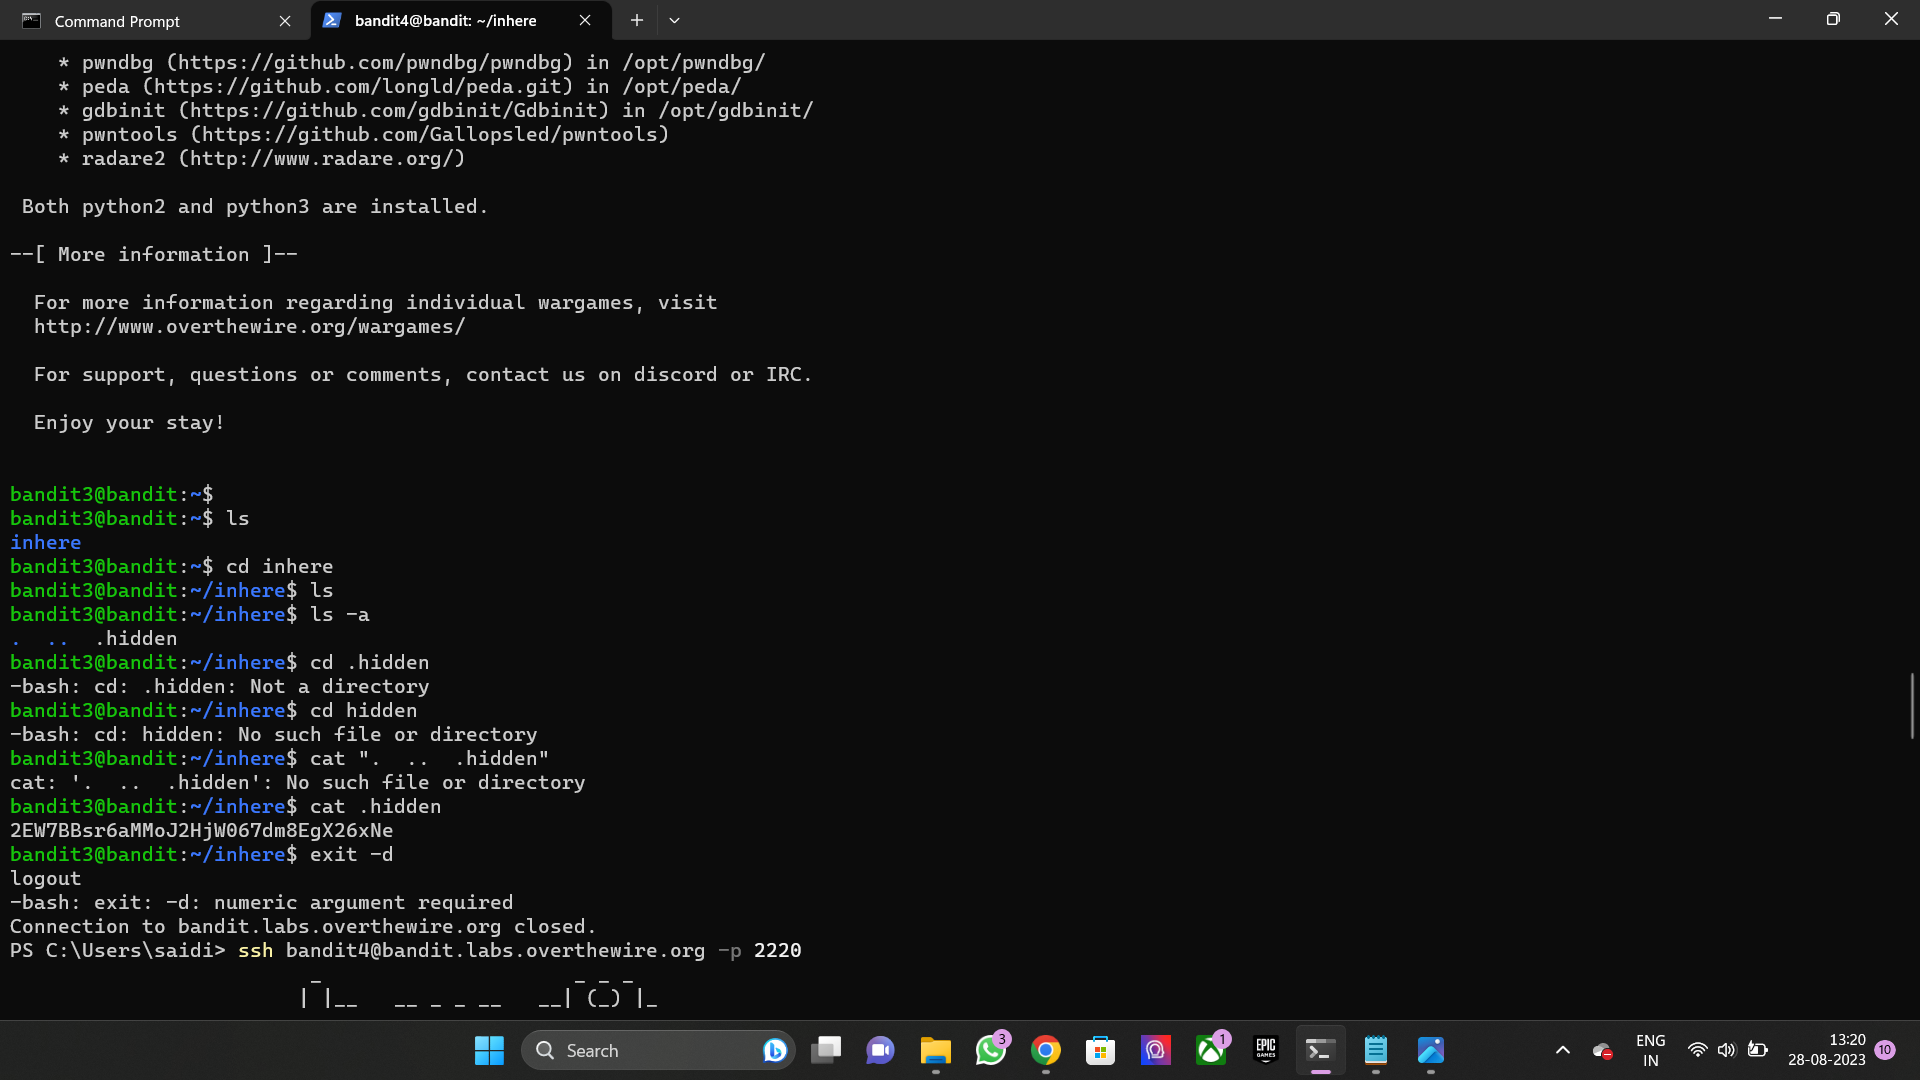 Command Prompt
bandit4@bandit: ~/inhere
* pwndbg (https://github.com/pwndbg/pwndbg) in /opt/pwndbg/
* peda (https://github.com/longld/peda.git) in /opt/peda/
* gdbinit (https://github.com/gdbinit/Gdbinit) in /opt/gdbinit/
* pwntools (https://github.com/Gallopsled/pwntools)
* radare2 (http://www.radare.org/)
Both python2 and python3 are installed.
--[ More information ]--
For more information regarding individual wargames, visit
http://www.overthewire.org/wargames/
For support, questions or comments, contact us on discord or IRC.
Enjoy your stay!
bandit3@bandit:~$
bandit3@bandit:~$ ls
inhere
bandit3@bandit:~$ cd inhere
bandit3@bandit:~/inhere$ ls
bandit3@bandit:~/inhere$ ls -a
.  ..  .hidden
bandit3@bandit:~/inhere$ cd .hidden
-bash: cd: .hidden: Not a directory
bandit3@bandit:~/inhere$ cd hidden
-bash: cd: hidden: No such file or directory
bandit3@bandit:~/inhere$ cat ".  ..  .hidden"
cat: '.  ..  .hidden': No such file or directory
bandit3@bandit:~/inhere$ cat .hidden
2EW7BBsr6aMMoJ2HjW067dm8EgX26xNe
bandit3@bandit:~/inhere$ exit -d
logout
-bash: exit: -d: numeric argument required
Connection to bandit.labs.overthewire.org closed.
PS C:\Users\saidi> ssh bandit4@bandit.labs.overthewire.org -p 2220
Search
3
1
EPIC
GAMES
ENG
IN
13:20
28-08-2023
10